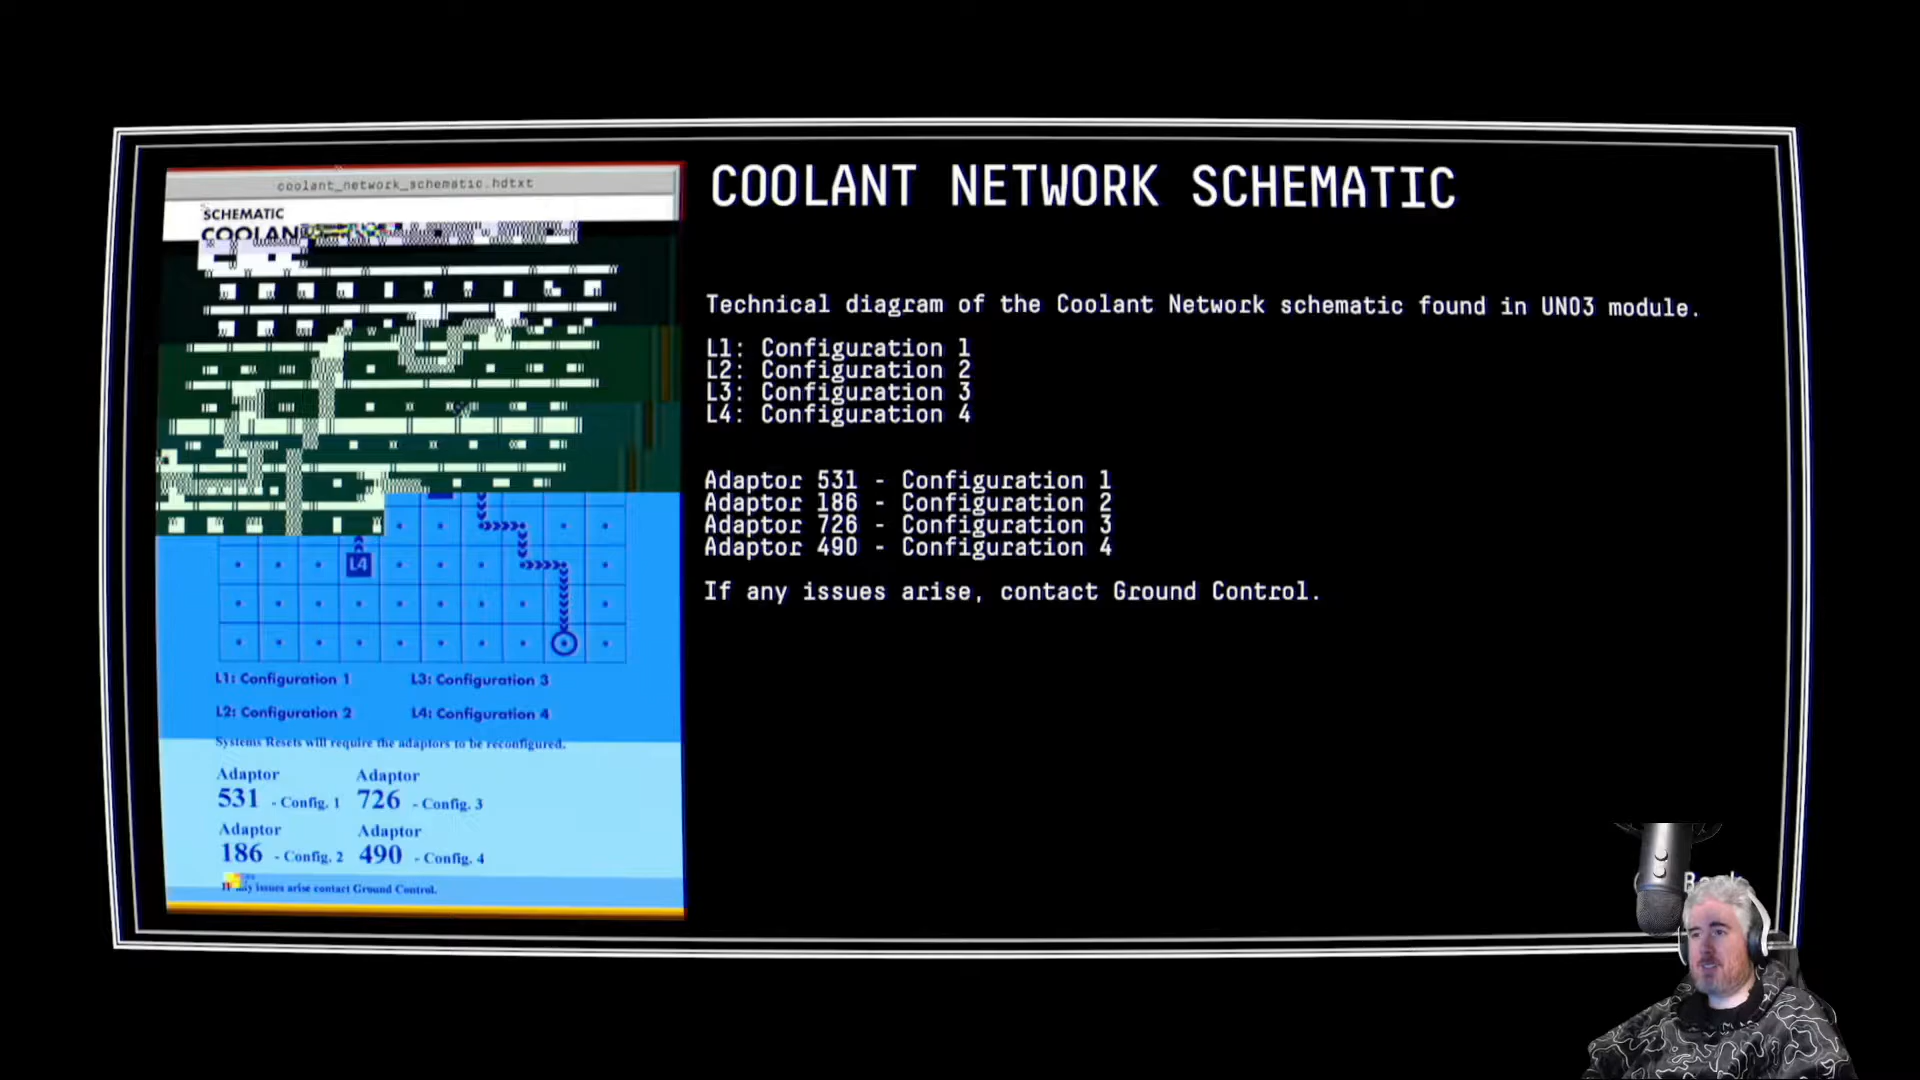 coolant_network_schematic.hdtxt
SCHEMATIC
COOLAN
L4
L1: Configuration 1
L3: Configuration 3
L2: Configuration 2
L4: Configuration 4
Systems Resets will require the adaptors to be reconfigured.
Adaptor
531 - Config. 1
Adaptor
726 - Config. 3
Adaptor
186 - Config. 2
Adaptor
490 - Config. 4
issues arise contact Ground Control.
COOLANT NETWORK SCHEMATIC
Technical diagram of the Coolant Network schematic found in UNO3 module.
L1: Configuration 1
L2: Configuration 2
L3: Configuration 3
L4: Configuration 4
Adaptor 531 - Configuration 1
Adaptor 186 - Configuration 2
Adaptor 726 - Configuration 3
Adaptor 490 - Configuration 4
If any issues arise, contact Ground Control.